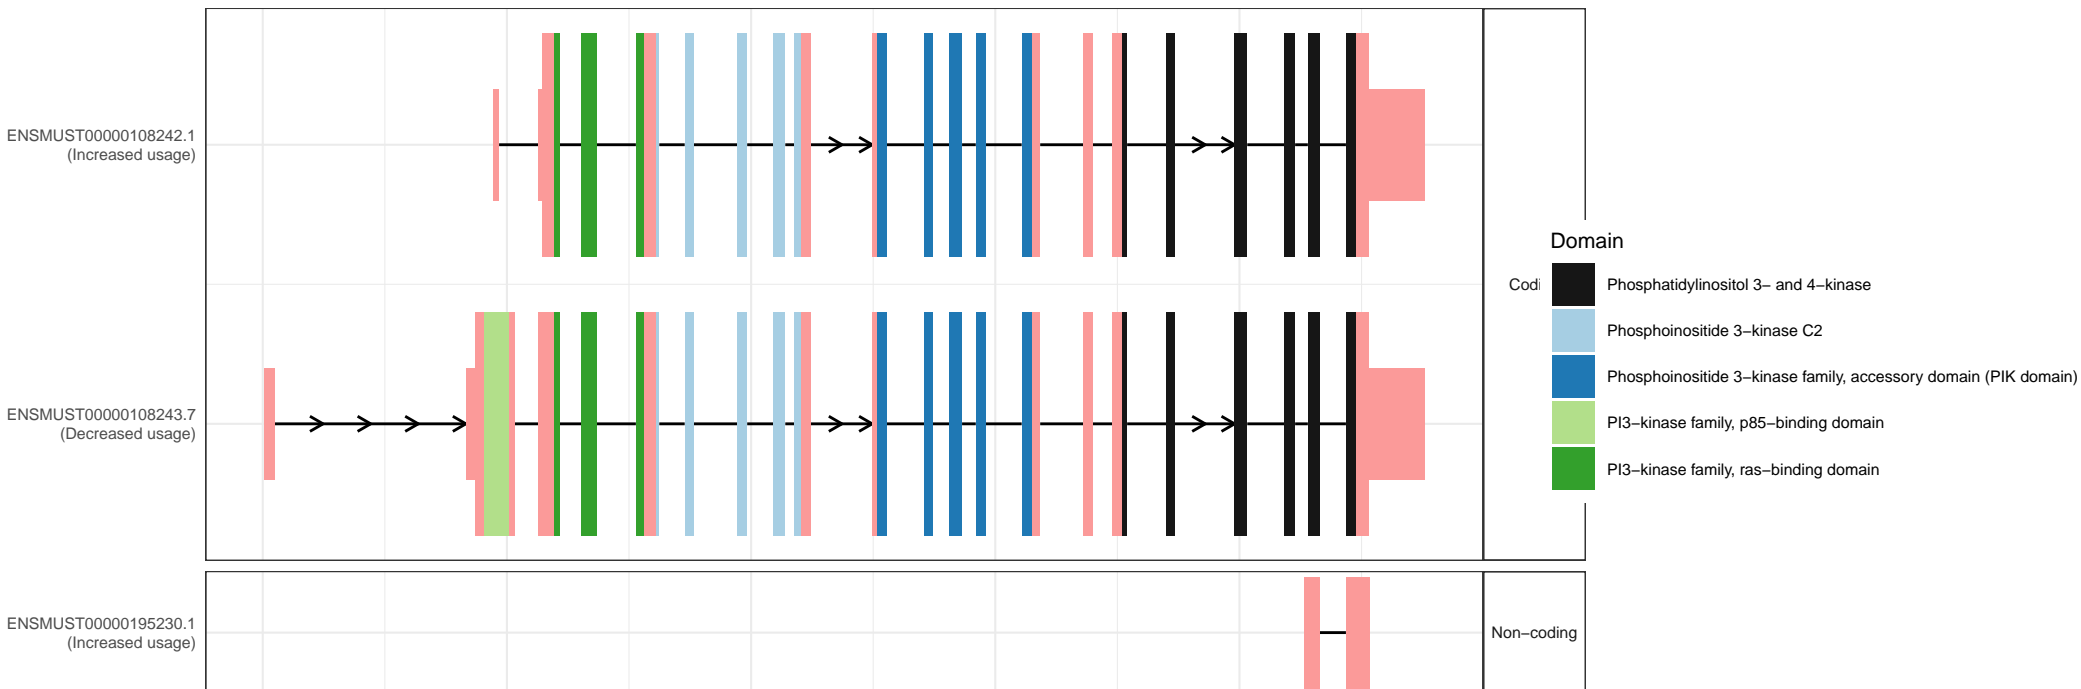 ENSMUST00000108242.1
(Increased usage)
ENSMUST00000108243.7
(Decreased usage)
ENSMUST00000195230.1
(Increased usage)
Codi
Non−coding
Domain
Phosphatidylinositol 3− and 4−kinase
Phosphoinositide 3−kinase C2
Phosphoinositide 3−kinase family, accessory domain (PIK domain)
PI3−kinase family, p85−binding domain
PI3−kinase family, ras−binding domain